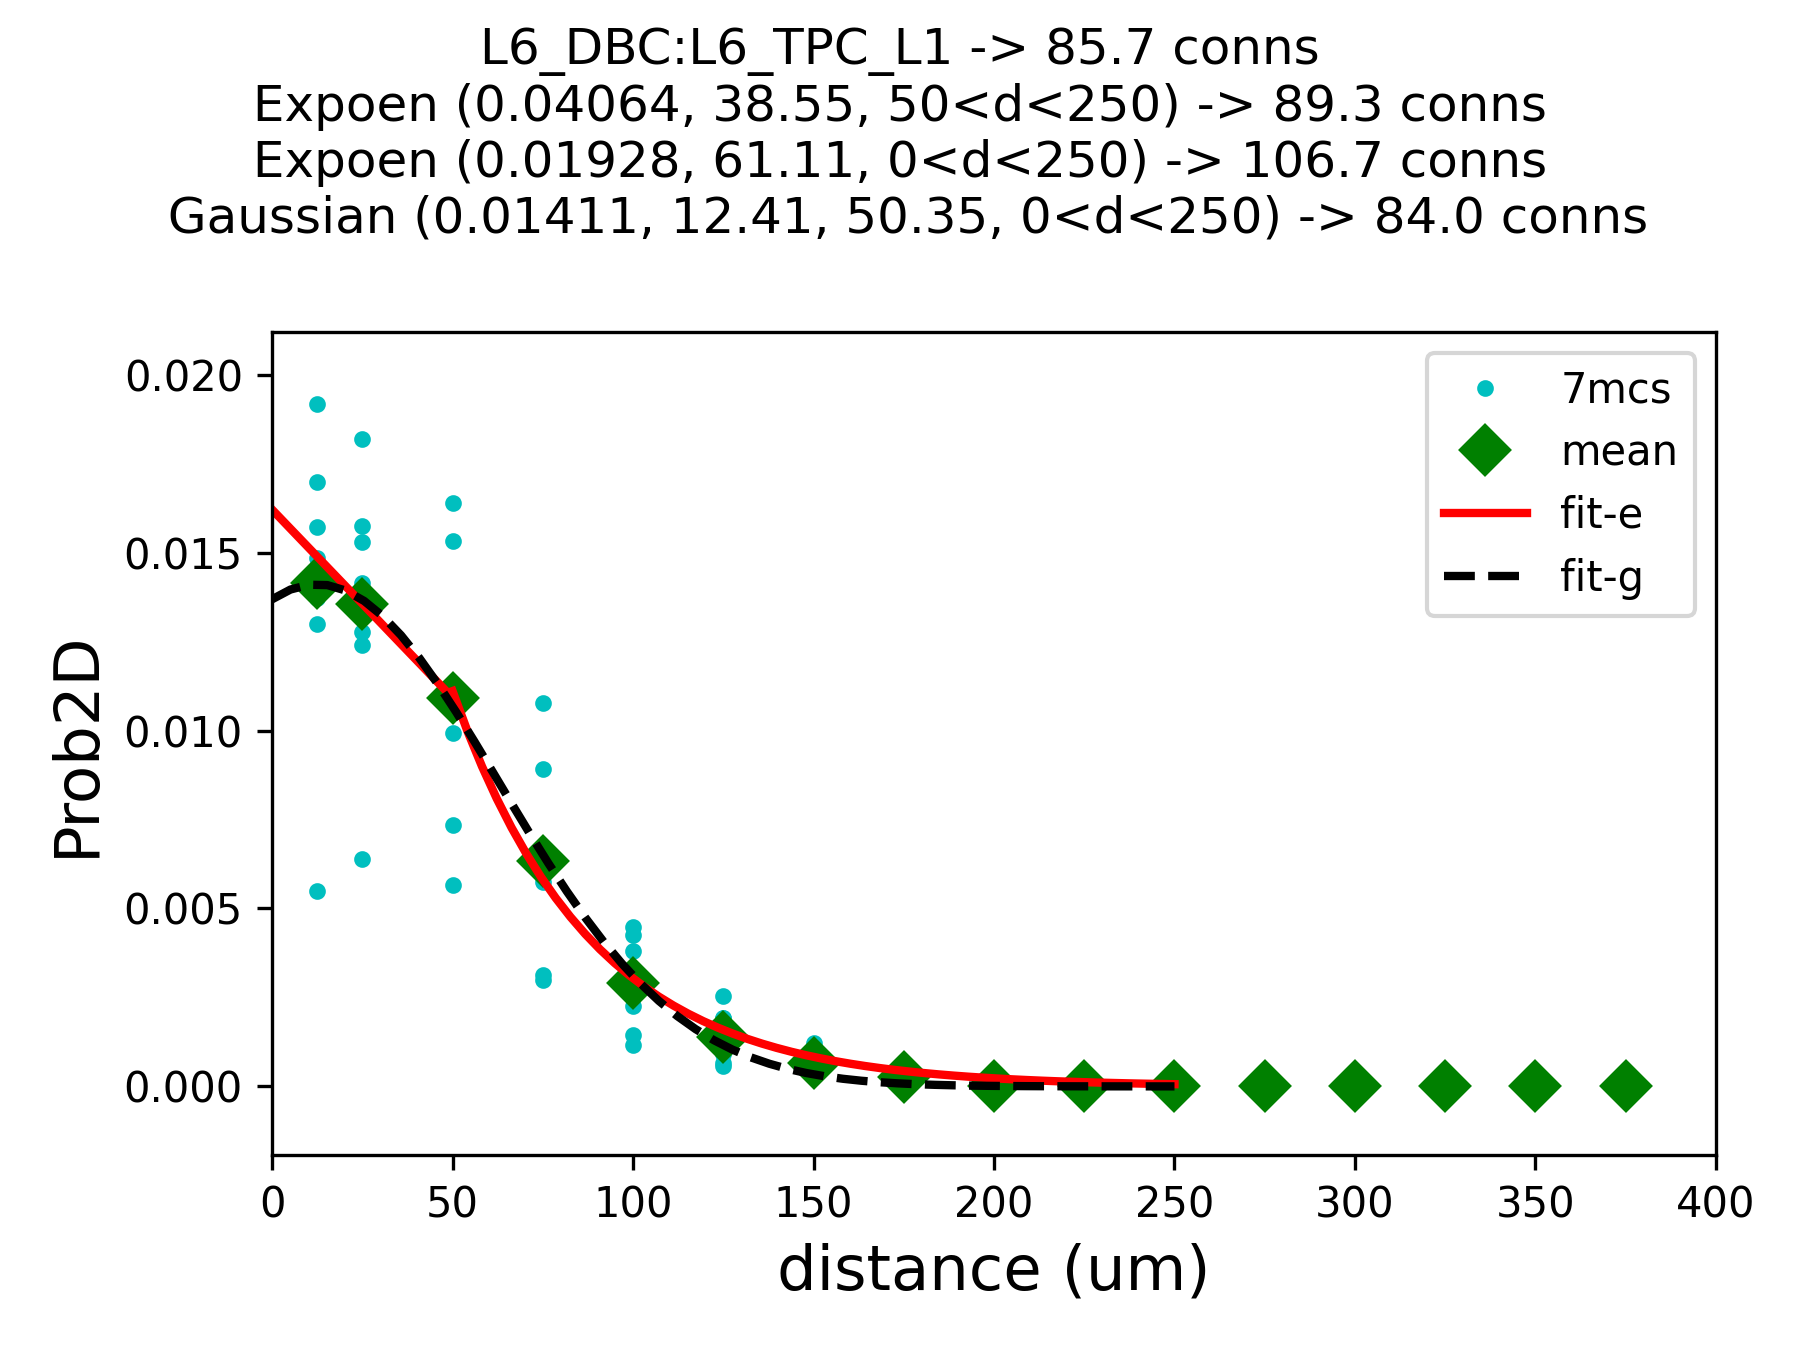 L6_DBC:L6_TPC_L1 -> 85.7 conns
Expoen (0.04064, 38.55, 50<d<250) -> 89.3 conns
Expoen (0.01928, 61.11, 0<d<250) -> 106.7 conns
Gaussian (0.01411, 12.41, 50.35, 0<d<250) -> 84.0 conns
0.020
0.015
0.010
0.005
0.000
Prob2D
7mcs
mean
fit-e
fit-g
0 50 100 150 200 250 300 350 400
distance (um)